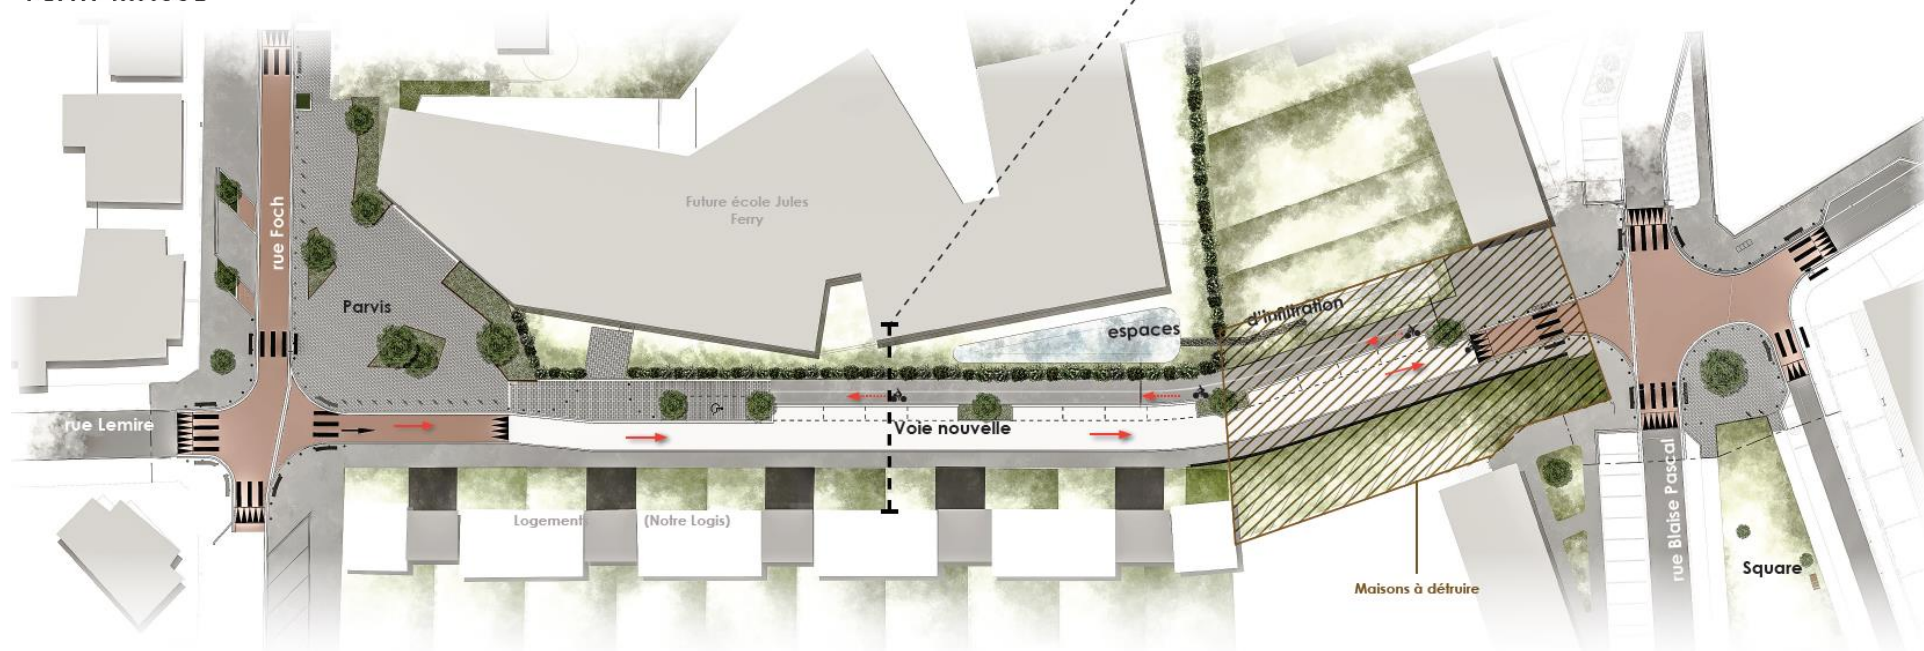 rue Foch
Future école Jules
Ferry
Parvis
espaces
d'infiltration
rue Lemire
Voie nouvelle
Logement
(Notre Logis)
rue Blaise Pascal
Square
Maisons à détruire